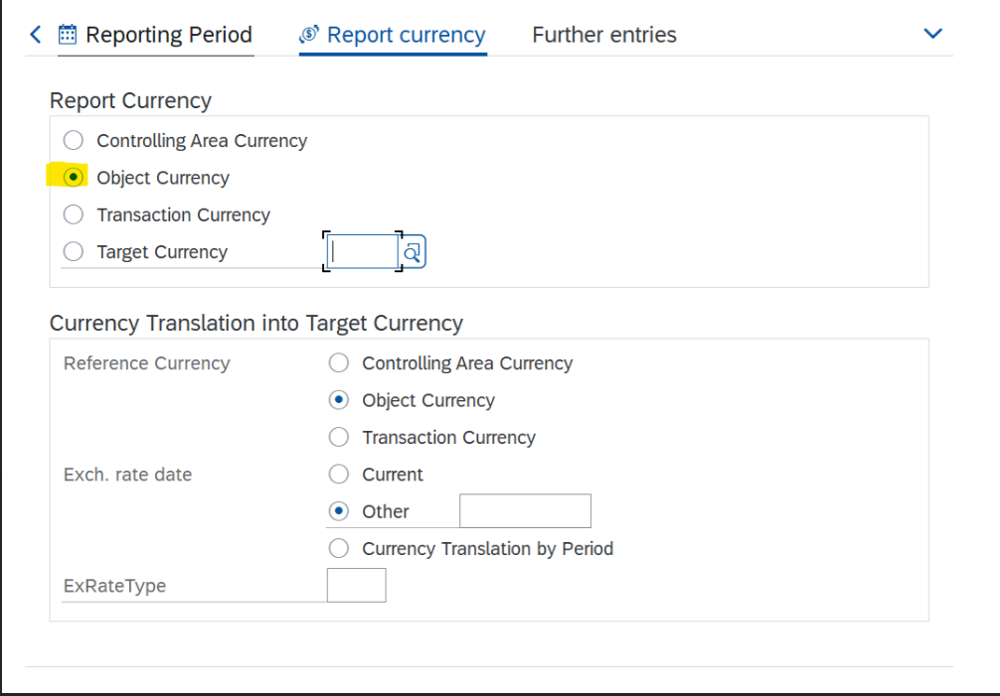 Reporting Period Report currency Further entries
Report Currency
Controlling Area Currency
Object Currency
Transaction Currency
Target Currency
Currency Translation into Target Currency
Reference Currency Controlling Area Currency
Object Currency
Transaction Currency
Exch. rate date Current
Other
Currency Translation by Period
ExRateType